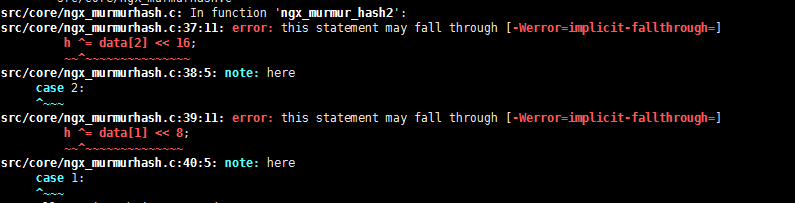 src/core/ngx_murmurhash.c: In function 'ngx_murmur_hash2':
src/core/ngx_murmurhash.c:37:11: error: this statement may fall through [-Werror=implicit-fallthrough=]
h ^= data[2] << 16;
~~^~~~~~~~~~~~~~~~
src/core/ngx_murmurhash.c:38:5: note: here
case 2:
^~~~
src/core/ngx_murmurhash.c:39:11: error: this statement may fall through [-Werror=implicit-fallthrough=]
h ^= data[1] << 8;
~~^~~~~~~~~~~~~~~
src/core/ngx_murmurhash.c:40:5: note: here
case 1:
^~~~